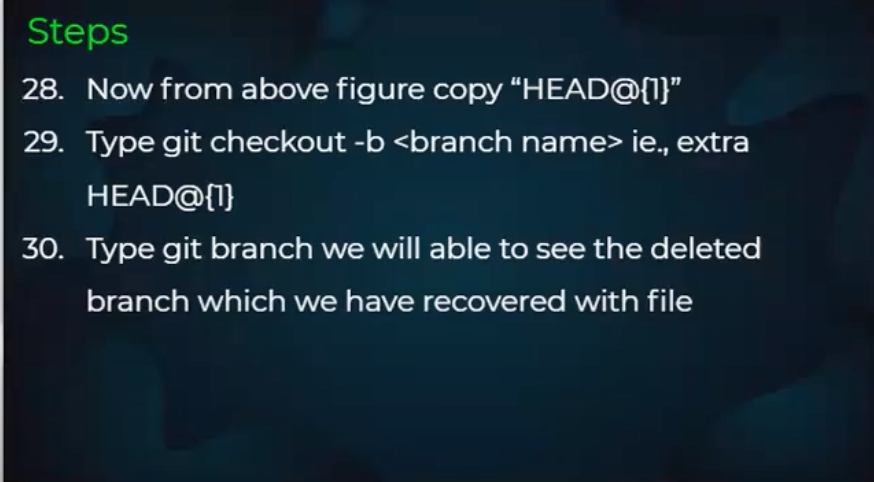 Steps
28. Now from above figure copy “HEAD@{1}”
29. Type git checkout -b <branch name> ie., extra
HEAD@{1}
30. Type git branch we will able to see the deleted
branch which we have recovered with file